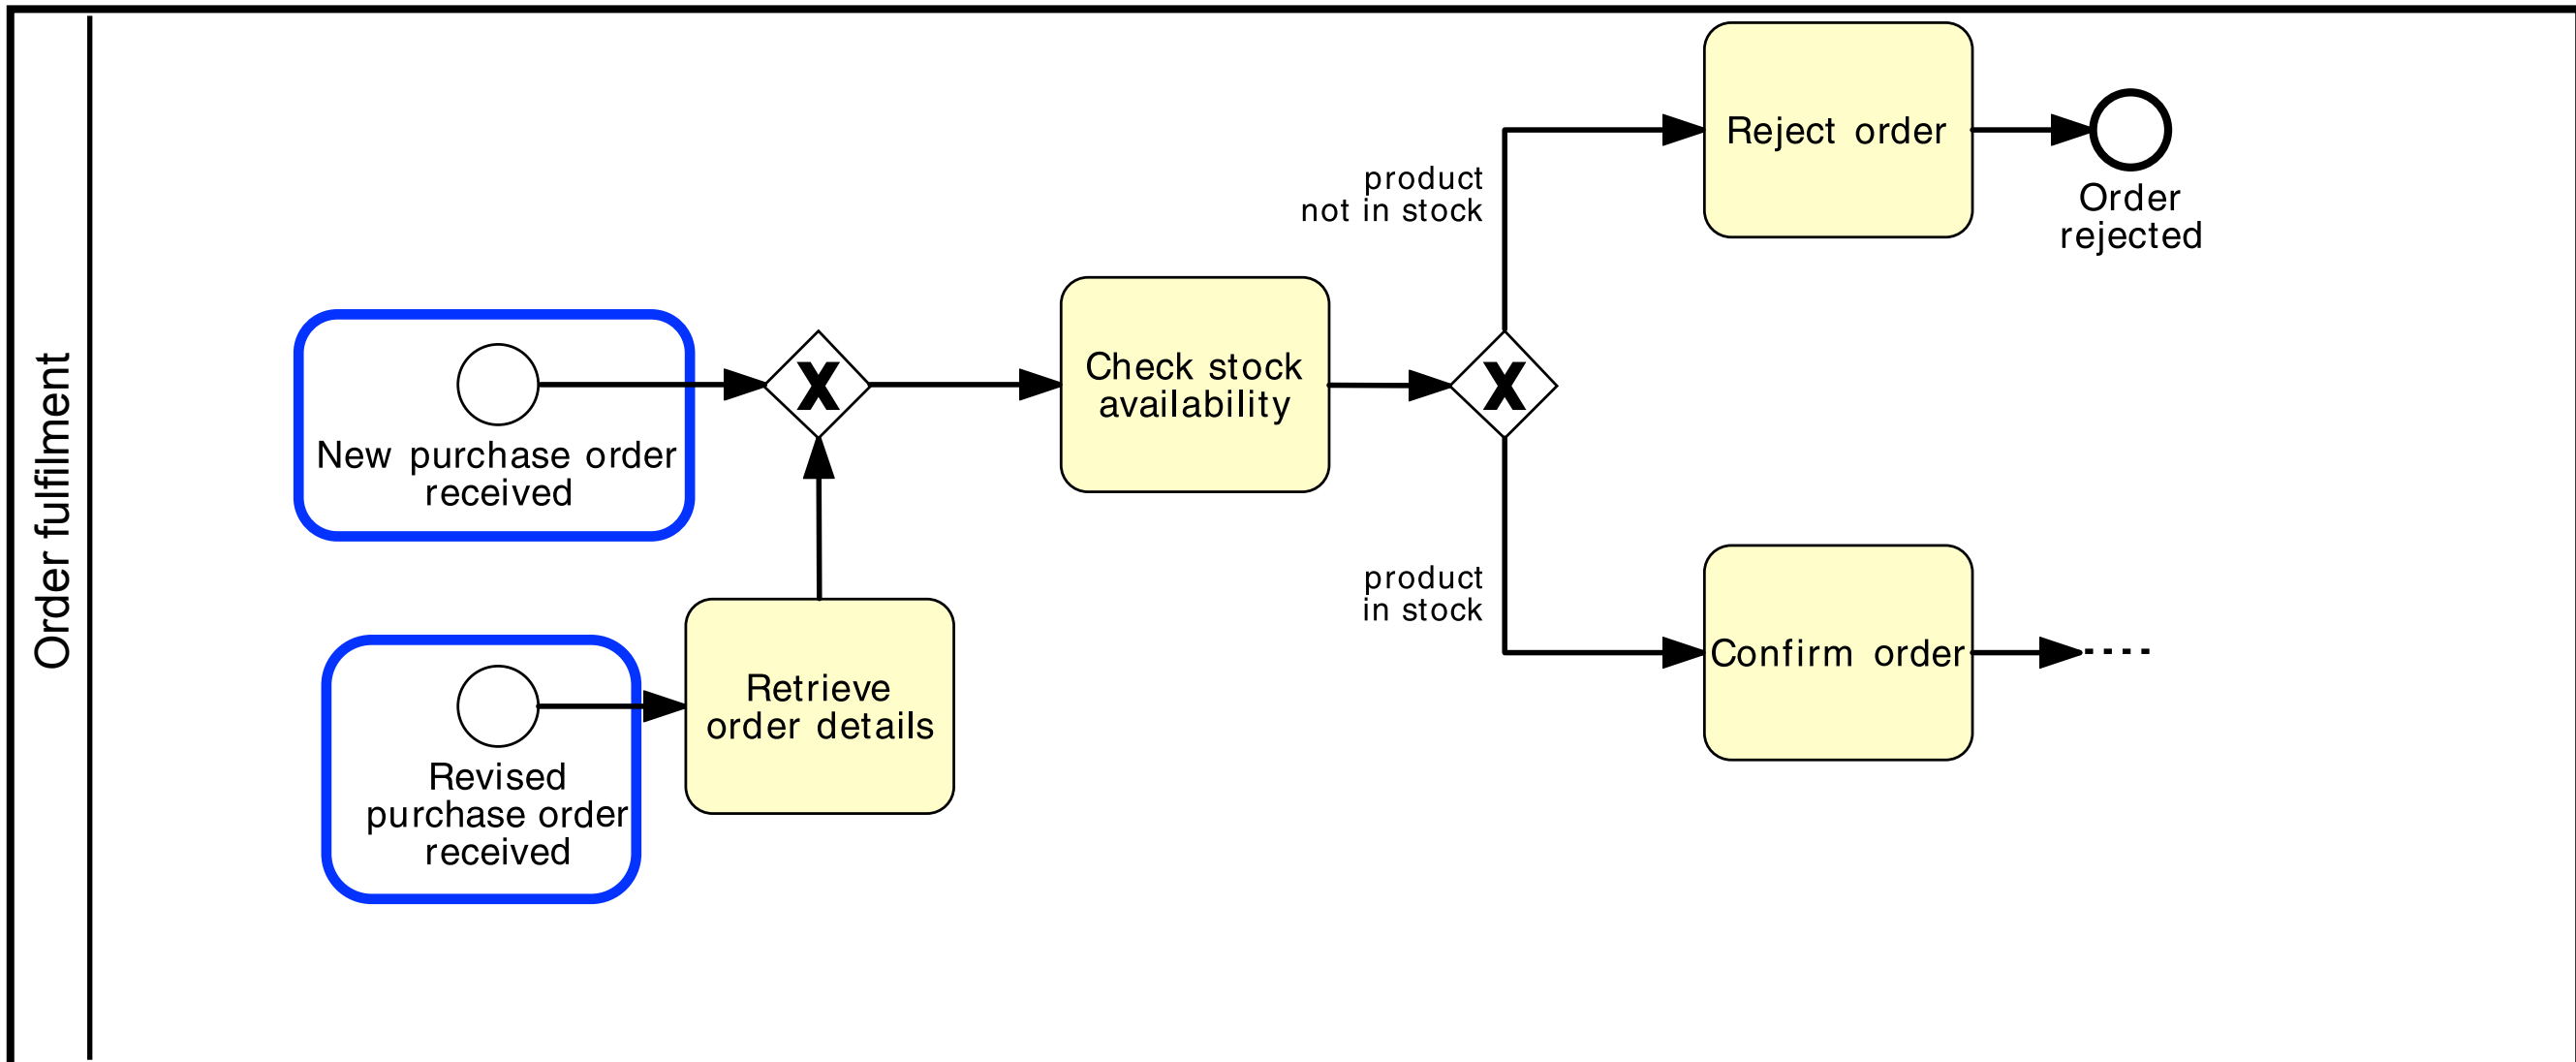 Order fulfilment
New purchase order
received
Revised
purchase order
received
Retrieve
order details
X
Check stock
availability
X
product
not in stock
product
in stock
Reject order
Order
rejected
Confirm order